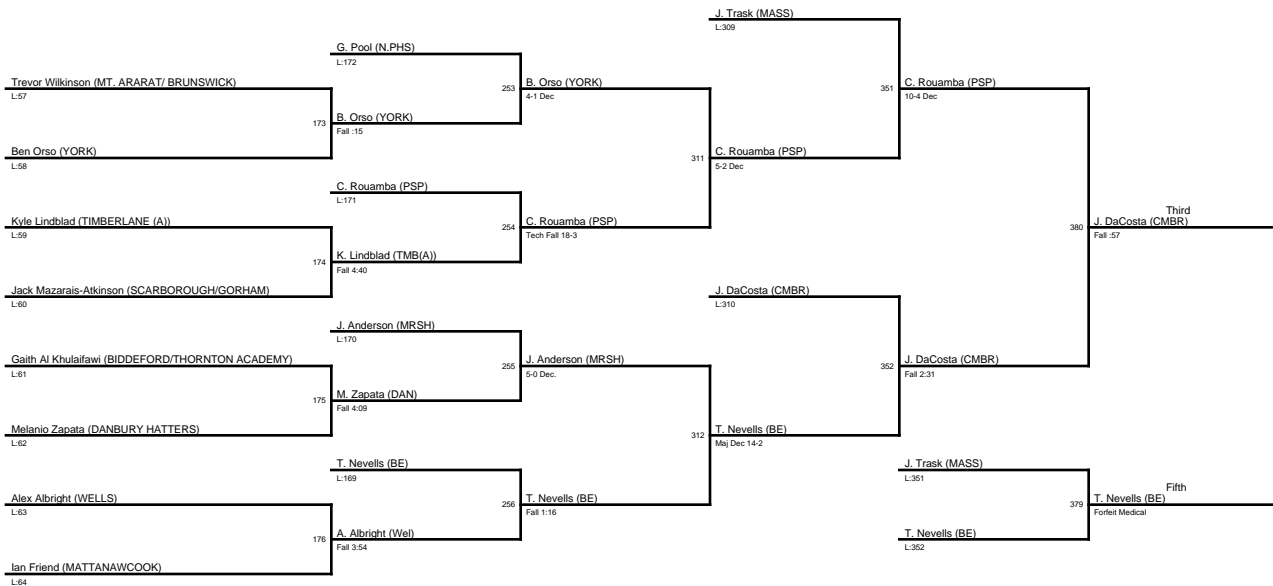 J. Trask (MASS)
L:309
G. Pool (N.PHS)
L:172
Trevor Wilkinson (MT. ARARAT/ BRUNSWICK)
L:57
253
B. Orso (YORK)
4-1 Dec
351
C. Rouamba (PSP)
10-4 Dec
173
B. Orso (YORK)
Fall :15
Ben Orso (YORK)
L:58
311
C. Rouamba (PSP)
5-2 Dec
C. Rouamba (PSP)
L:171
Kyle Lindblad (TIMBERLANE (A))
L:59
254
C. Rouamba (PSP)
Tech Fall 18-3
380
Third
J. DaCosta (CMBR)
Fall :57
174
K. Lindblad (TMB(A))
Fall 4:40
Jack Mazarais-Atkinson (SCARBOROUGH/GORHAM)
L:60
J. DaCosta (CMBR)
L:310
J. Anderson (MRSH)
L:170
Gaith Al Khulaifawi (BIDDEFORD/THORNTON ACADEMY)
L:61
255
J. Anderson (MRSH)
5-0 Dec.
352
J. DaCosta (CMBR)
Fall 2:31
175
M. Zapata (DAN)
Fall 4:09
Melanio Zapata (DANBURY HATTERS)
L:62
312
T. Nevells (BE)
Maj Dec 14-2
T. Nevells (BE)
L:169
J. Trask (MASS)
L:351
Alex Albright (WELLS)
L:63
256
T. Nevells (BE)
Fall 1:16
379
Fifth
T. Nevells (BE)
Forfeit Medical
176
A. Albright (Wel)
Fall 3:54
T. Nevells (BE)
L:352
Ian Friend (MATTANAWCOOK)
L:64